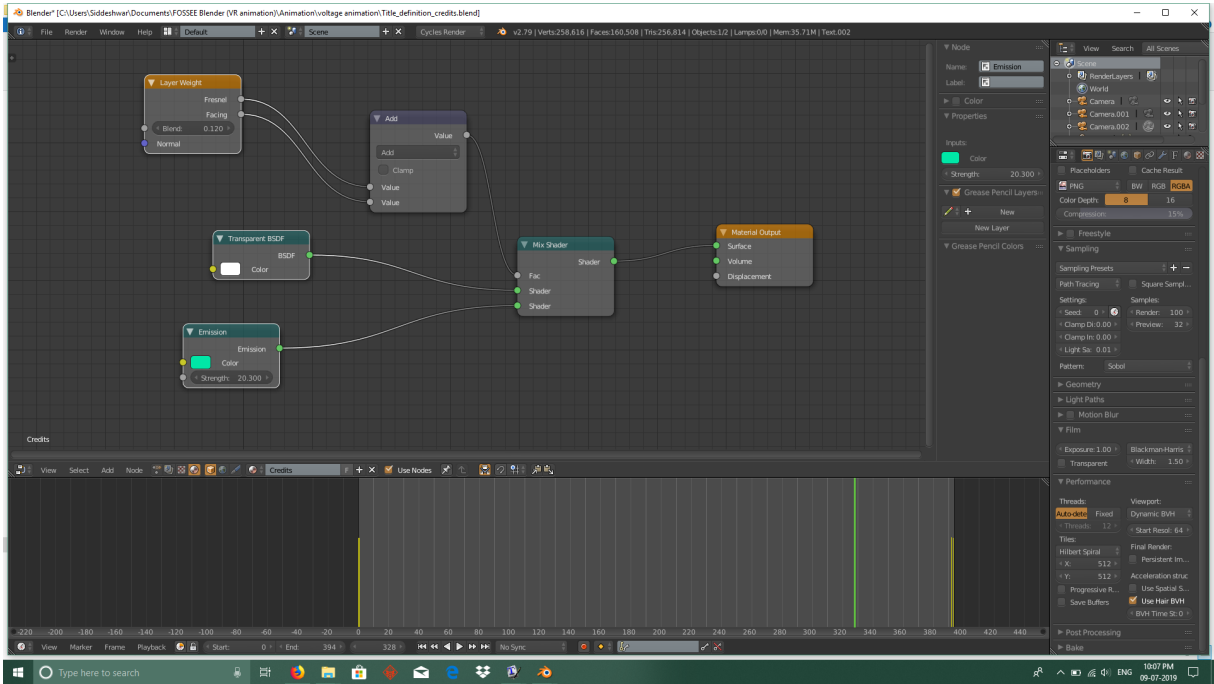 Blender* [C:\Users\Siddeshwar\Documents\FOSSEE Blender (VR animation)\Animation\voltage animation\Title_definition_credits.blend]
File Render Window Help Default Scene Cycles Render v2.79 | Verts:258,616 | Faces:160,508 | Tris:256,814 | Objects:1/2 | Lamps:0/0 | Mem:35.71M | Text.002
Layer Weight
Fresnel
Facing
Blend: 0.120
Normal
Add
Value
Add
Clamp
Value
Value
Transparent BSDF
BSDF
Color
Emission
Emission
Color
Strength: 20.300
Mix Shader
Shader
Fac
Shader
Shader
Material Output
Surface
Volume
Displacement
Credits
Node
Name: Emission
Label:
Color
Properties
Inputs:
Color
Strength: 20.300
Grease Pencil Layers
New
New Layer
Grease Pencil Colors
View Search All Scenes
Scene
RenderLayers
World
Camera
Camera.001
Camera.002
Placeholders Cache Result
PNG BW RGB RGBA
Color Depth: 8 16
Compression: 15%
Freestyle
Sampling
Sampling Presets
Path Tracing Square Sampl...
Settings: Samples:
Seed: 0 Render: 100
Clamp Di: 0.00 Preview: 32
Clamp In: 0.00
Light Sa: 0.01
Pattern: Sobol
Geometry
Light Paths
Motion Blur
Film
Exposure: 1.00 Blackman-Harris
Transparent Width: 1.50
Performance
Threads: Viewport:
Auto-dete Fixed Dynamic BVH
Threads: 12 Start Resol: 64
Tiles: Final Render:
Hilbert Spiral Persistent Im...
X: 512 Acceleration struc
Y: 512 Use Spatial S...
Progressive R... Use Hair BVH
Save Buffers BVH Time St: 0
Post Processing
Bake
View Select Add Node Credits F Use Nodes
-220 -200 -180 -160 -140 -120 -100 -80 -60 -40 -20 0 20 40 60 80 100 120 140 160 180 200 220 240 260 280 300 320 340 360 380 400 420 440
View Marker Frame Playback Start: 0 End: 394 328 No Sync
Type here to search
ENG
10:07 PM
09-07-2019